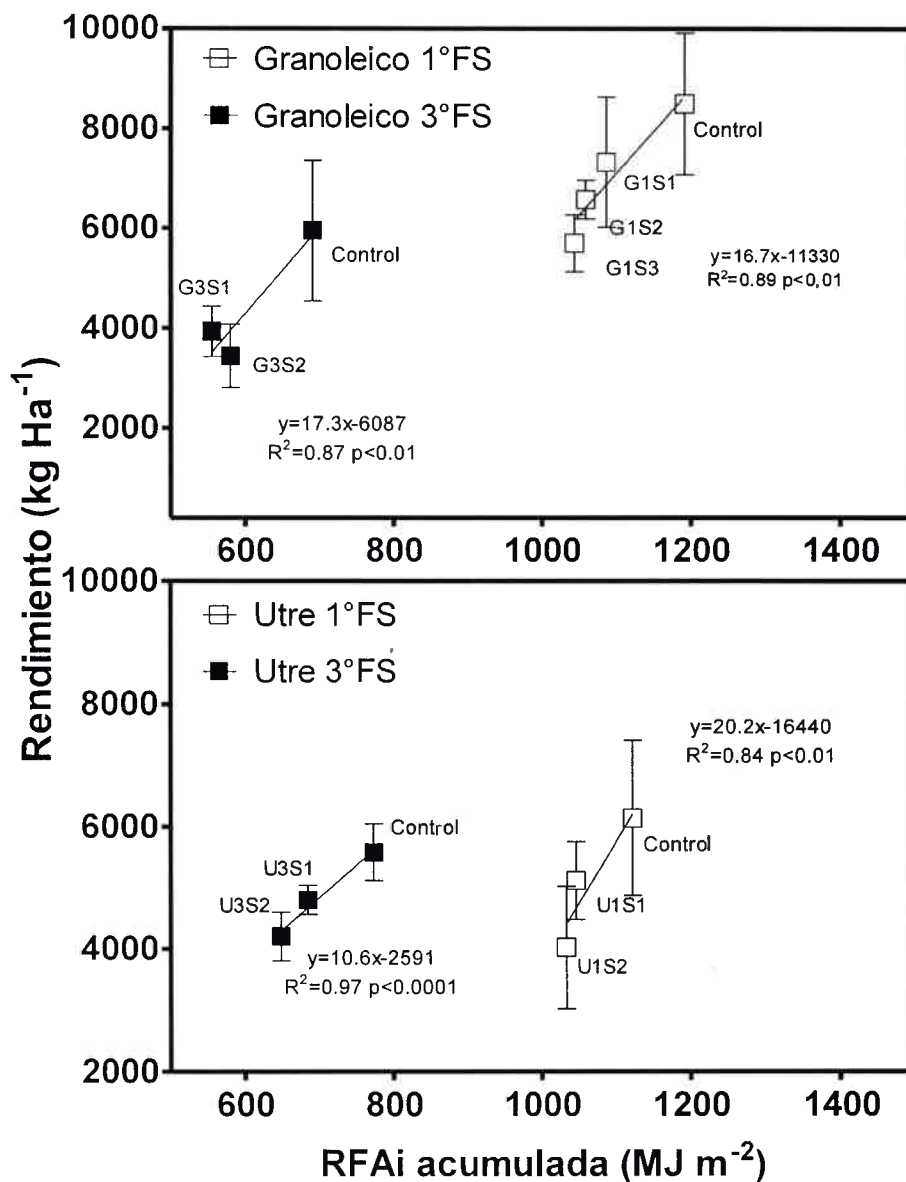 Rendimiento (kg Ha⁻¹)
10000
8000
6000
4000
2000
Granoleico 1°FS
Granoleico 3°FS
Control
G1S1
G1S2
G1S3
y=16.7x-11330
R²=0.89 p<0,01
Control
G3S1
G3S2
y=17.3x-6087
R²=0.87 p<0.01
600
800
1000
1200
1400
10000
8000
6000
4000
2000
Utre 1°FS
Utre 3°FS
y=20.2x-16440
R²=0.84 p<0.01
Control
U3S1
U3S2
y=10.6x-2591
R²=0.97 p<0.0001
Control
U1S1
U1S2
600
800
1000
1200
1400
RFAi acumulada (MJ m⁻²)